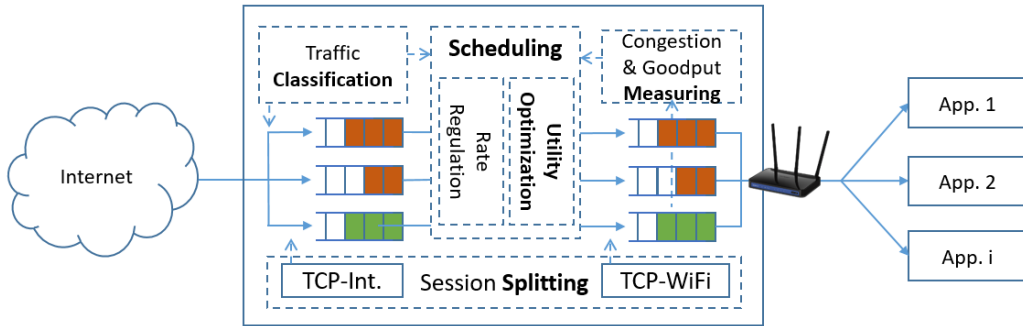 Internet
Traffic
Classification
Scheduling
Rate
Regulation
Utility
Optimization
Congestion
& Goodput
Measuring
TCP-Int.
Session Splitting
TCP-WiFi
App. 1
App. 2
App. i